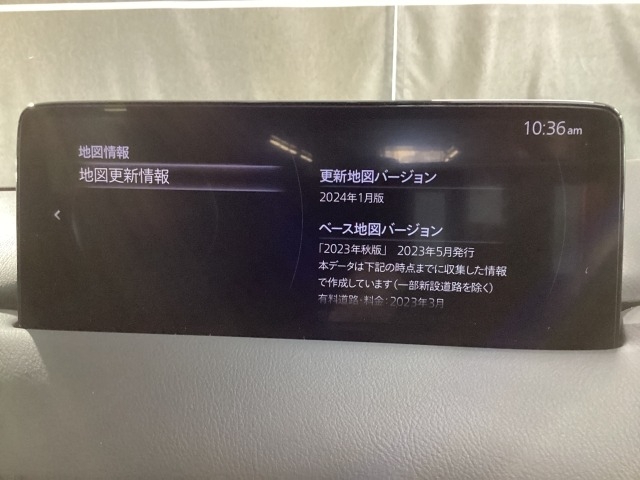 10:36am
地図情報
地図更新情報
更新地図バージョン
2024年1月版
ベース地図バージョン
「2023年秋版」 2023年5月発行
本データは下記の時点までに収集した情報
で作成しています(一部新設道路を除く)
有料道路・料金:2023年3月